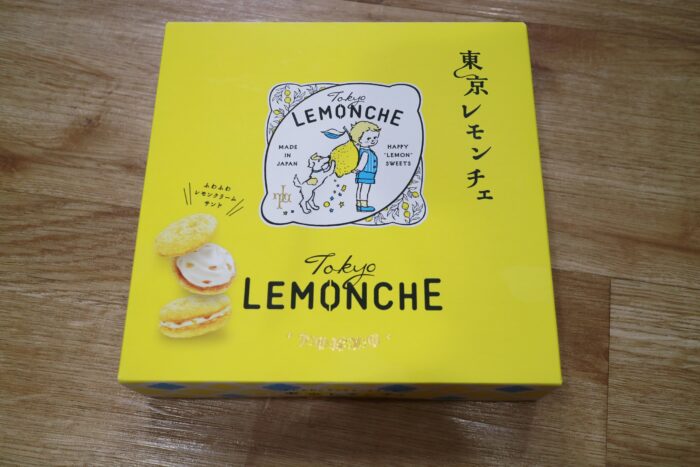 東京レモンチェ
Tokyo
LEMONCHE
MADE
IN
JAPAN
HAPPY
"LEMON"
SWEETS
ふわふわ
レモンクリーム
サンド
Tokyo
LEMONCHE